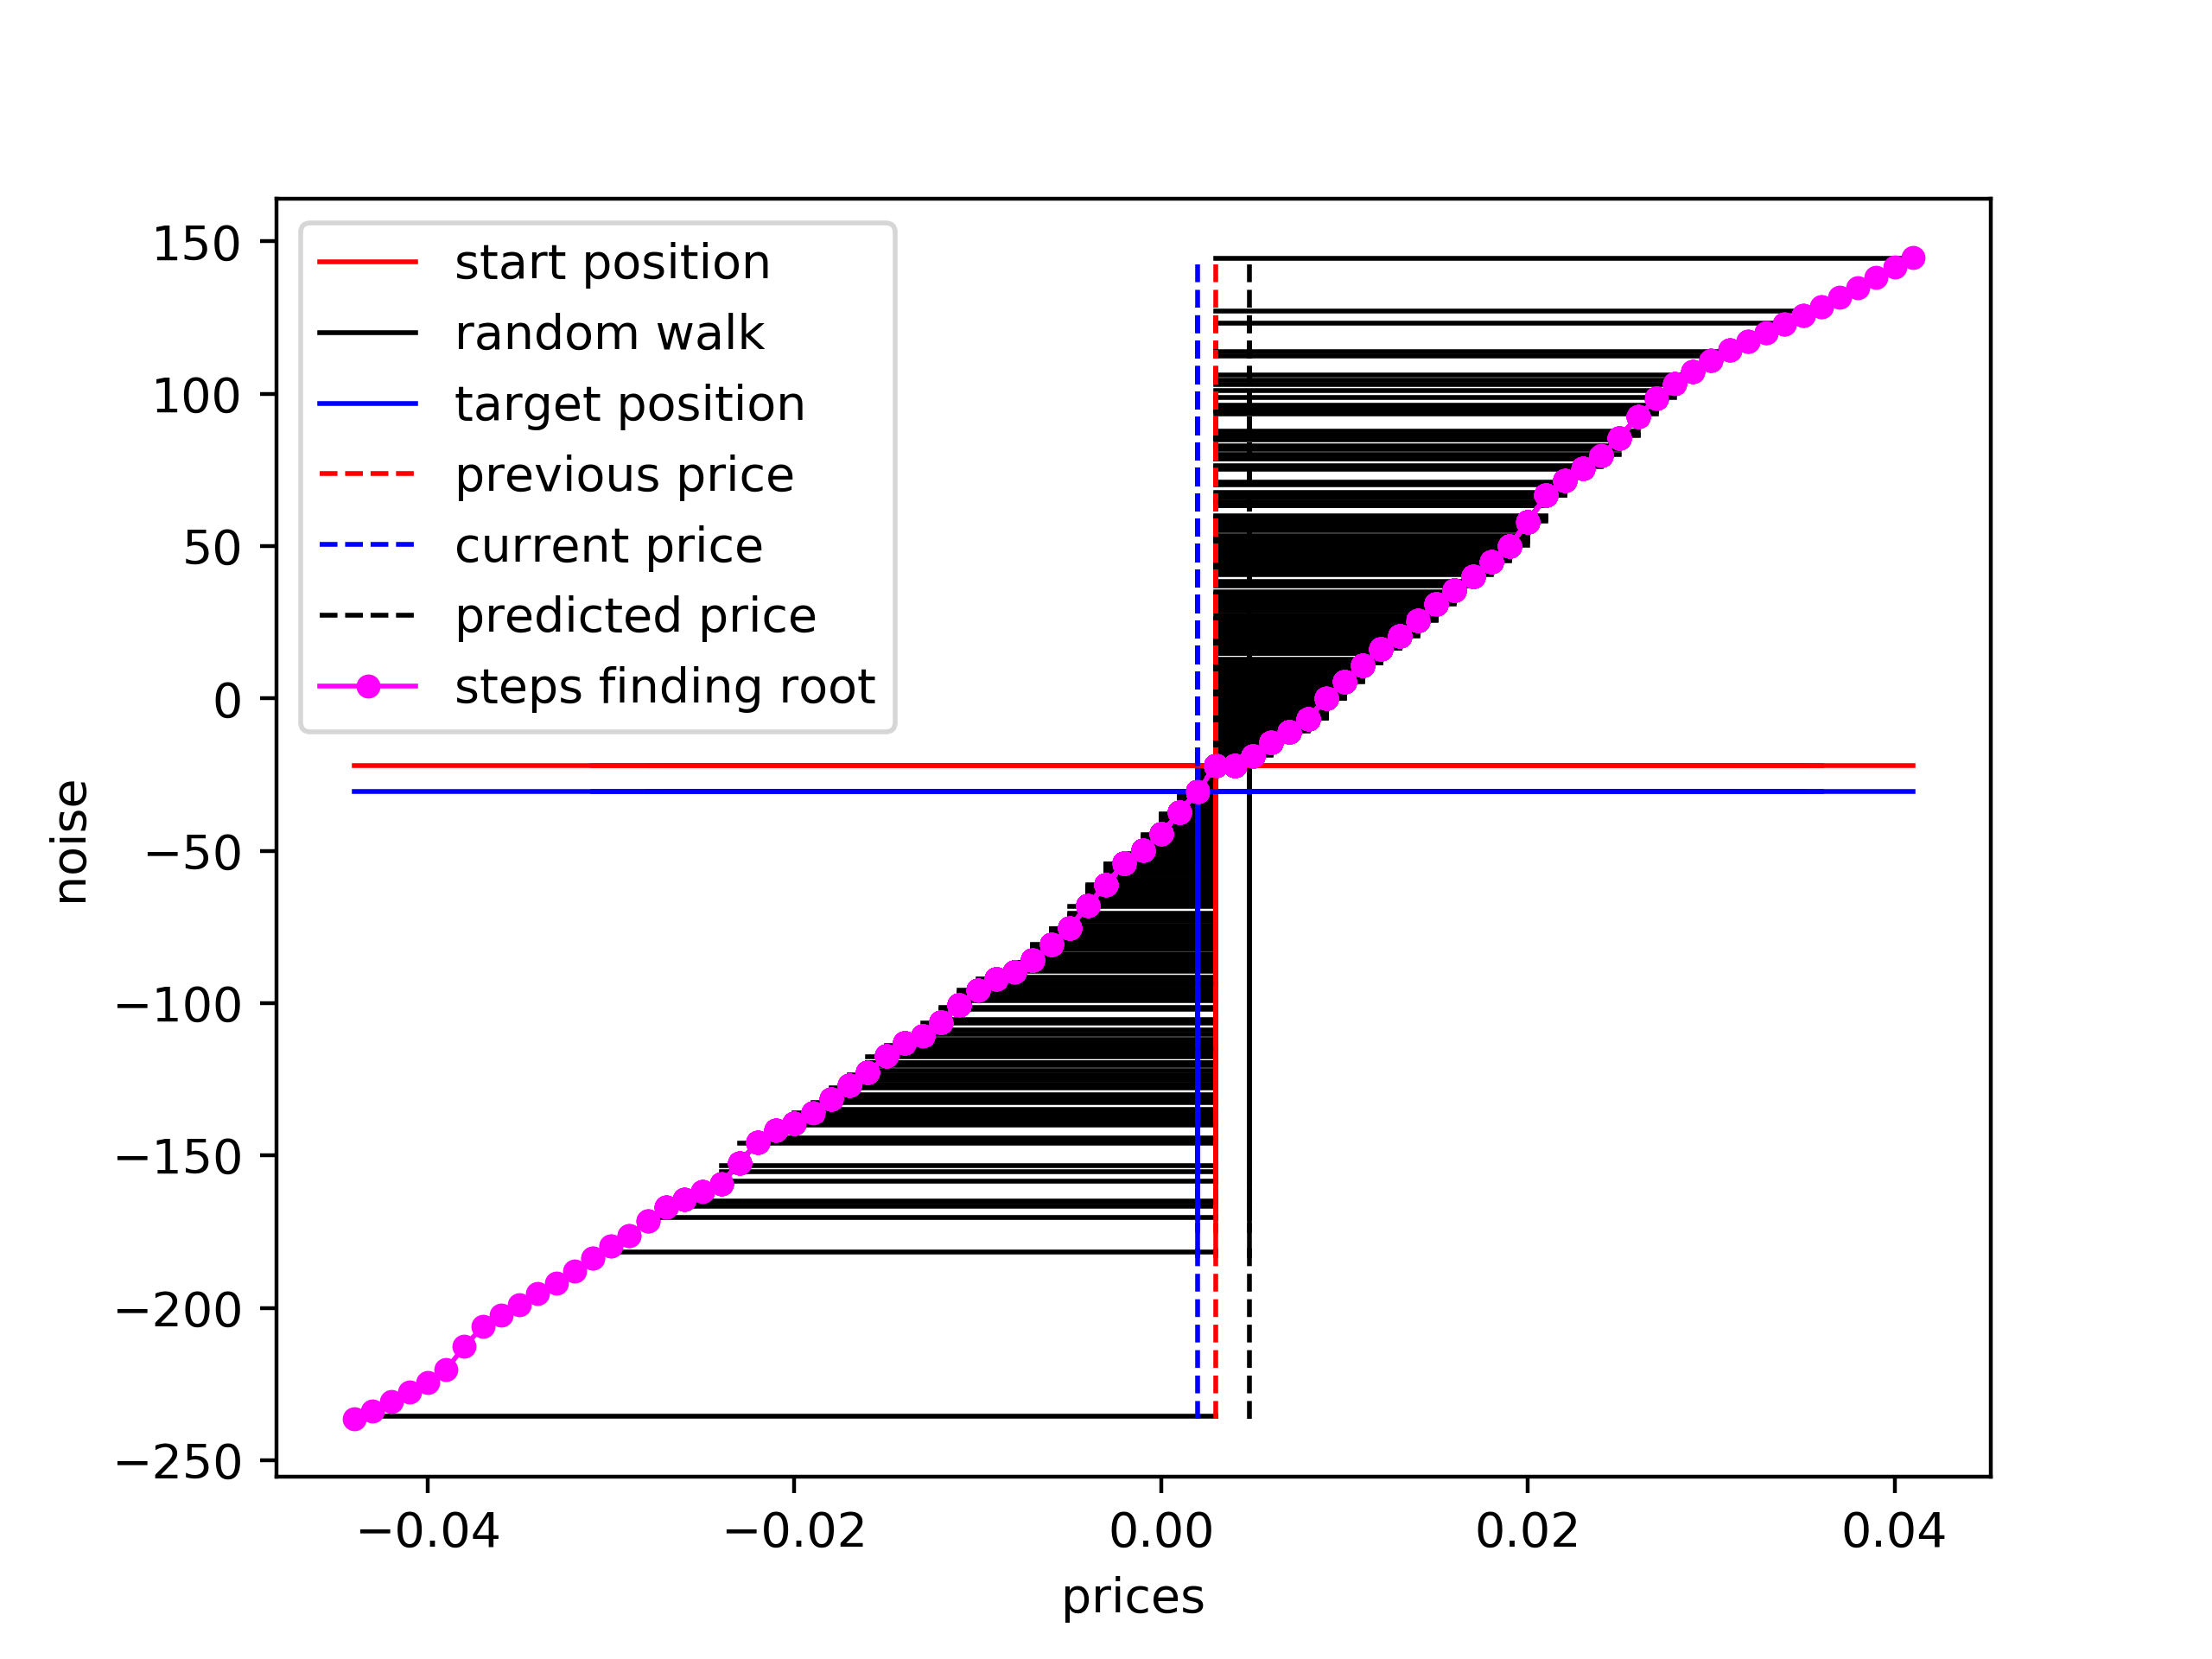 start position
random walk
target position
previous price
current price
predicted price
steps finding root
150
100
50
0
−50
−100
−150
−200
−250
noise
−0.04
−0.02
0.00
0.02
0.04
prices